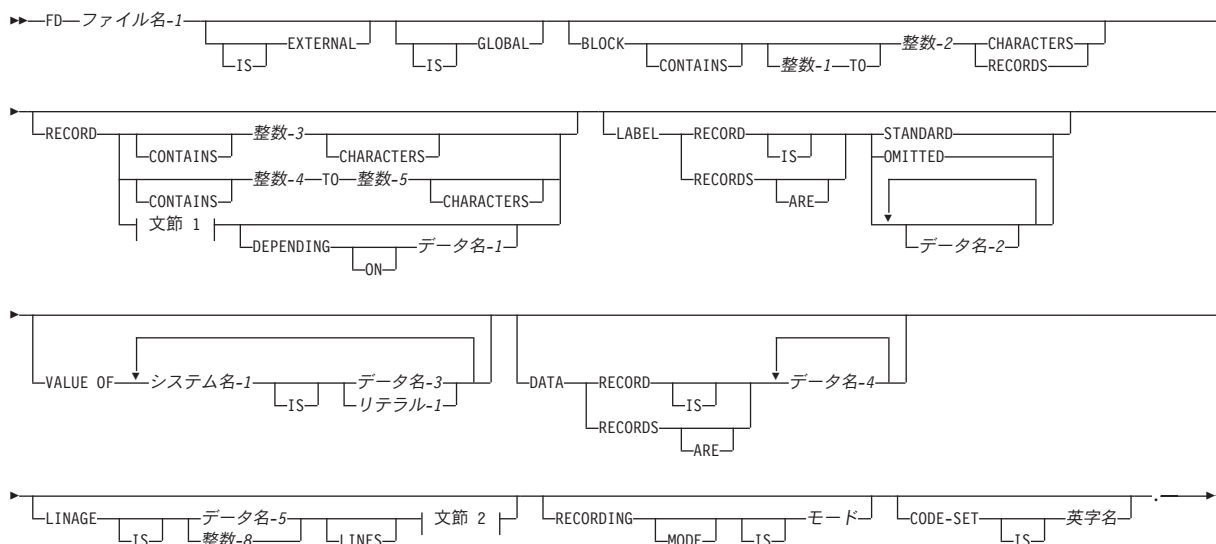 FD ファイル名-1 IS EXTERNAL IS GLOBAL BLOCK CONTAINS 整数-1 TO 整数-2 CHARACTERS RECORDS
RECORD CONTAINS 整数-3 CHARACTERS LABEL RECORD IS STANDARD
CONTAINS 整数-4 TO 整数-5 CHARACTERS RECORDS ARE OMITTED
文節 1 DEPENDING ON データ名-1 データ名-2
VALUE OF システム名-1 IS データ名-3 DATA RECORD IS データ名-4
リテラル-1 RECORDS ARE
LINAGE IS データ名-5 LINES 文節 2 RECORDING MODE IS モード CODE-SET IS 英字名 .
整数-8